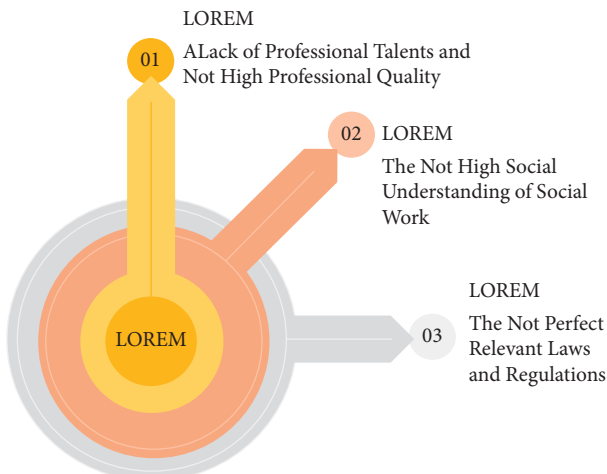 LOREM
01
ALack of Professional Talents and
Not High Professional Quality
02
LOREM
The Not High Social
Understanding of Social
Work
LOREM
03
The Not Perfect
Relevant Laws
and Regulations
LOREM